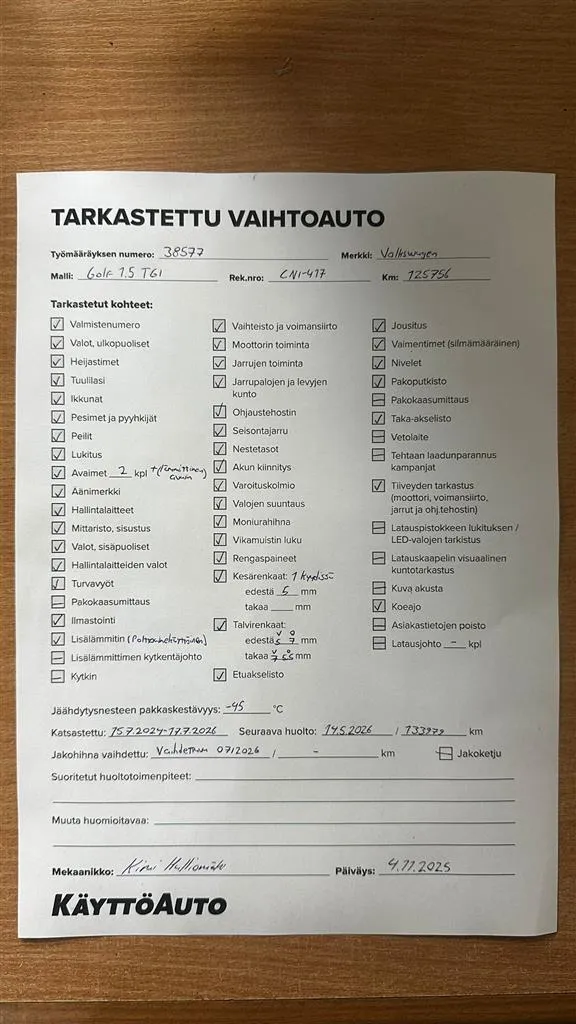 TARKASTETTU VAIHTOAUTO
Työmääräyksen numero: 38577 Merkki: Volkswagen
Malli: Golf 1.5 TGI Rek.nro: CNI-417 Km: 125756
Tarkastetut kohteet:
Valmistenumero
Valot, ulkopuoliset
Heijastimet
Tuulilasi
Ikkunat
Pesimet ja pyyhkijät
Peilit
Lukitus
Avaimet 2 kpl
Äänimerkki
Hallintalaitteet
Mittaristo, sisustus
Valot, sisäpuoliset
Hallintalaitteiden valot
Turvavyöt
Pakokaasumittaus
Ilmastointi
Lisälämmitin
Lisälämmittimen kytkentäjohto
Kytkin
Vaihteisto ja voimansiirto
Moottorin toiminta
Jarrujen toiminta
Jarrupalojen ja levyjen
kunto
Ohjaustehostin
Seisontajarru
Nestetasot
Akun kiinnitys
Varoituskolmio
Valojen suuntaus
Moniurahihna
Vikamuistin luku
Rengaspaineet
Kesärenkaat: 1 kpl
edestä 5 mm
takaa mm
Talvirenkaat:
edestä V 5 O 7 mm
takaa mm
Etuakselisto
Jousitus
Vaimentimet (silmämääräinen)
Nivelet
Pakoputkisto
Pakokaasumittaus
Taka-akselisto
Vetolaite
Tehtaan laadunparannus
kampanjat
Tiiveyden tarkastus
(moottori, voimansiirto,
jarrut ja ohj.tehostin)
Latauspistokkeen lukituksen /
LED-valojen tarkistus
Latauskaapelin visuaalinen
kuntotarkastus
Kuva akusta
Koeajo
Asiakastietojen poisto
Latausjohto - kpl
Jäähdytysnesteen pakkaskestävyys: -45 °C
Katsastettu: 15.7.2024-17.7.2026 Seuraava huolto: 14.5.2026 / 133979 km
Jakohihna vaihdettu: Vaihdetaan 07/2026 / - km Jakoketju
Suoritetut huoltotoimenpiteet:
Muuta huomioitavaa:
Mekaanikko: Kimi Päiväys: 4.11.2025
KÄYTTÖAUTO